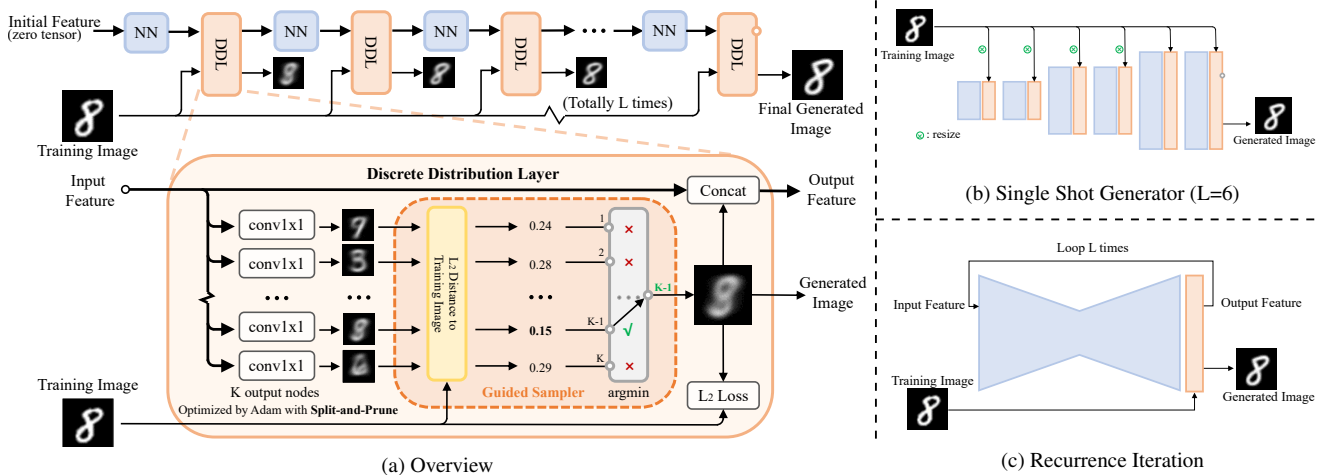 Initial Feature
(zero tensor)
NN
DDL
NN
DDL
NN
DDL
...
NN
DDL
(Totally L times)
Training Image
Final Generated
Image
Input
Feature
Discrete Distribution Layer
Concat
Output
Feature
conv1x1
conv1x1
...
conv1x1
conv1x1
...
K output nodes
Optimized by Adam with Split-and-Prune
L2 Distance to
Training Image
0.24
0.28
...
0.15
0.29
1
2
K-1
K
×
×
....
√
×
K-1
Guided Sampler
argmin
Generated
Image
L2 Loss
Training Image
(a) Overview
Training Image
⊗ : resize
Generated Image
(b) Single Shot Generator (L=6)
Loop L times
Input Feature
Output Feature
Training Image
Generated Image
(c) Recurrence Iteration